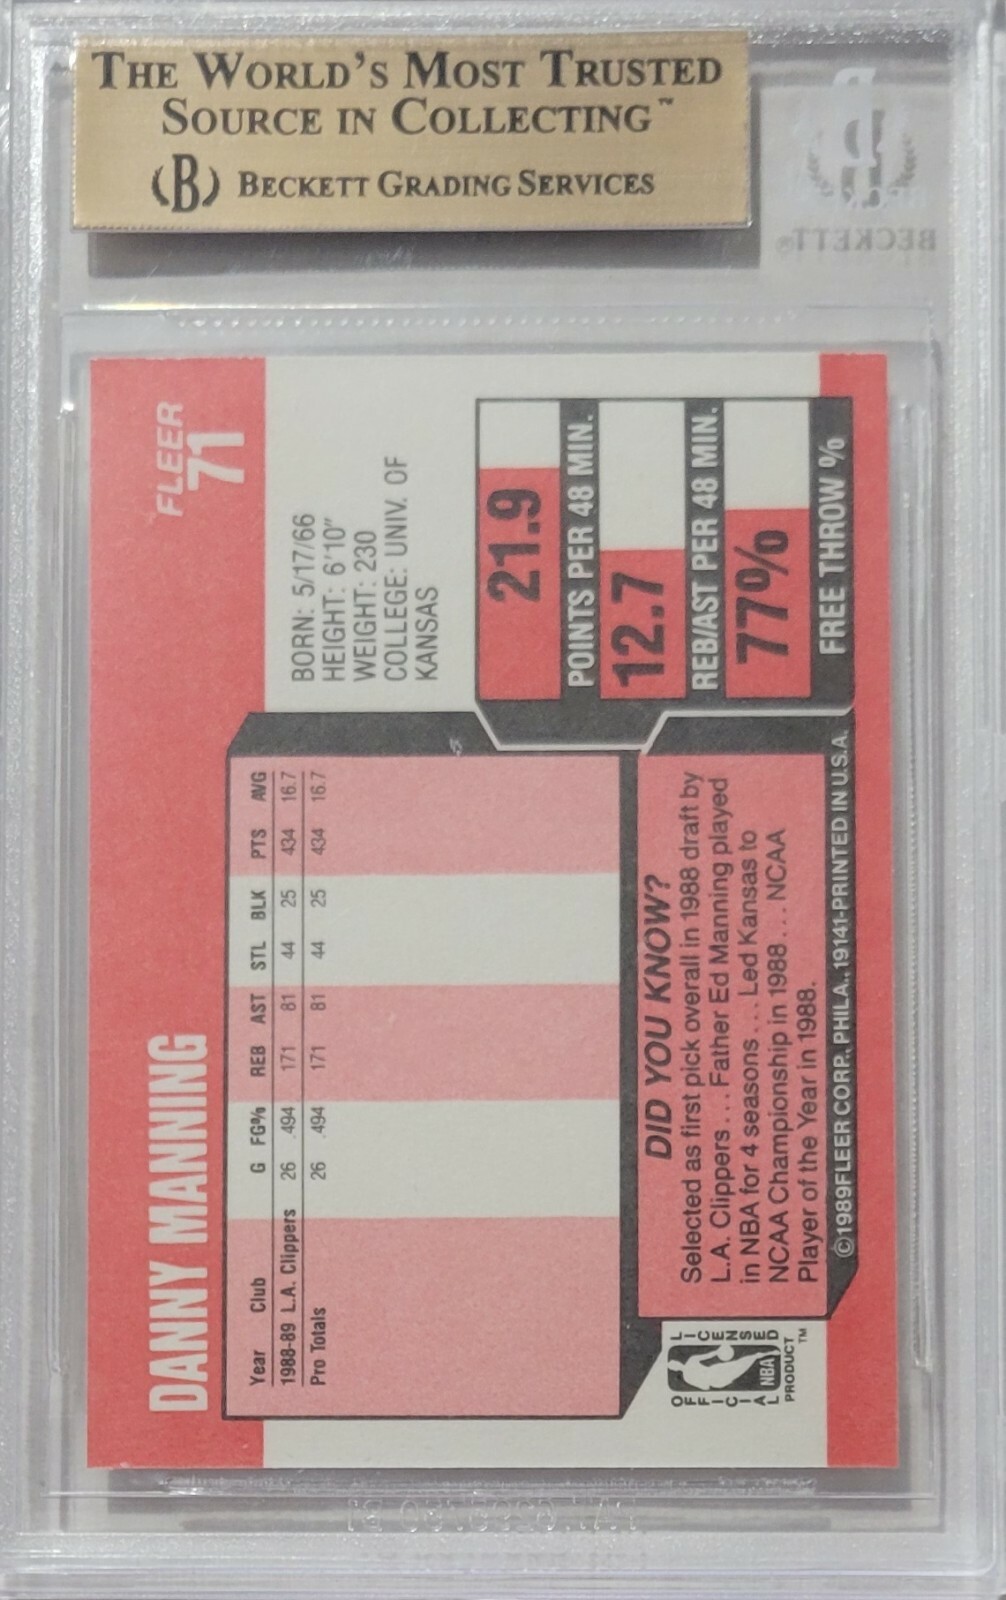 THE WORLD'S MOST TRUSTED
SOURCE IN COLLECTING™
(B) BECKETT GRADING SERVICES
BECKETT®
FLEER
71
DANNY MANNING
BORN: 5/17/66
HEIGHT: 6'10"
WEIGHT: 230
COLLEGE: UNIV. OF
KANSAS
Year Club G FG% REB AST STL BLK PTS AVG
1988-89 L.A. Clippers 26 .494 171 81 44 25 434 16.7
Pro Totals 26 .494 171 81 44 25 434 16.7
21.9
POINTS PER 48 MIN.
12.7
REB/AST PER 48 MIN.
77%
FREE THROW %
DID YOU KNOW?
Selected as first pick overall in 1988 draft by
L.A. Clippers . . . Father Ed Manning played
in NBA for 4 seasons . . . Led Kansas to
NCAA Championship in 1988 . . . NCAA
Player of the Year in 1988.
OFFICIAL LICENSED
NBA
PRODUCT™
©1989 FLEER CORP., PHILA., 19141-PRINTED IN U.S.A.